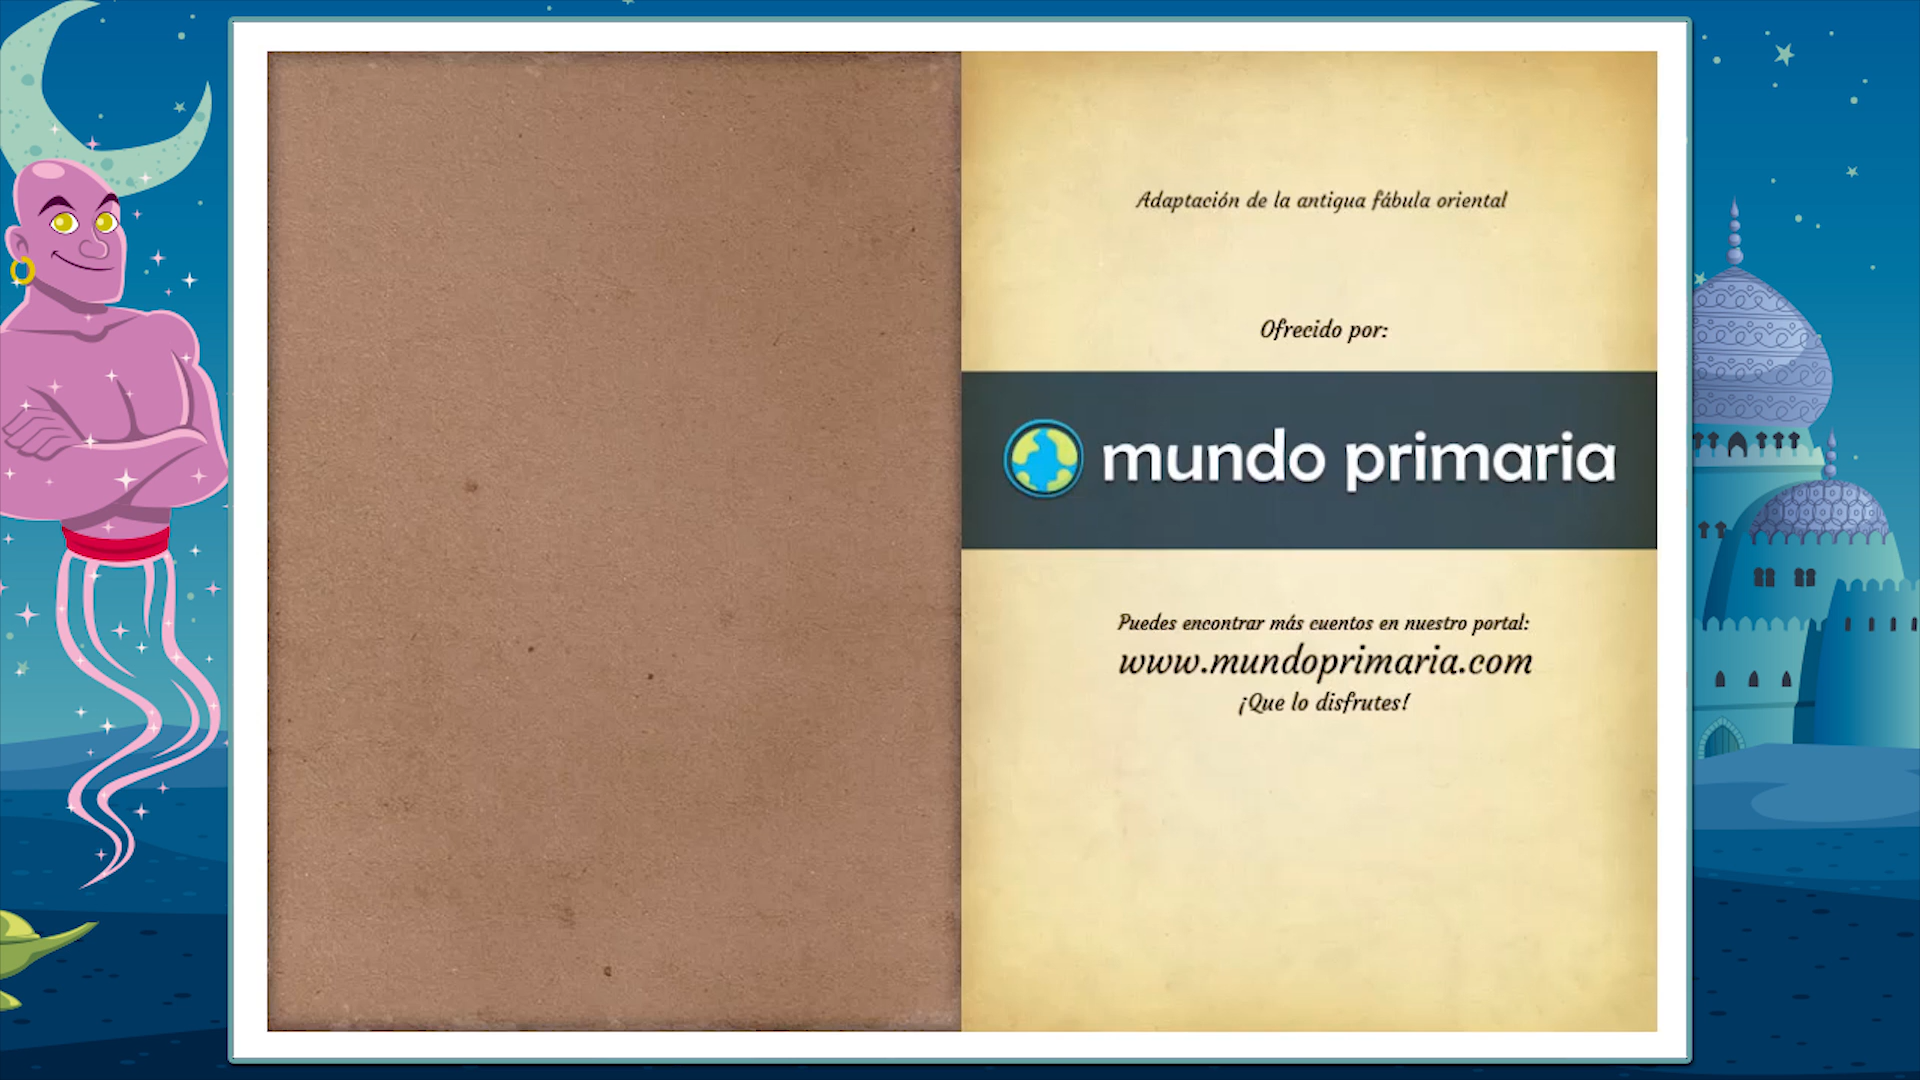 Adaptación de la antigua fábula oriental
Ofrecido por:
mundo primaria
Puedes encontrar más cuentos en nuestro portal:
www.mundoprimaria.com
¡Que lo disfrutes!